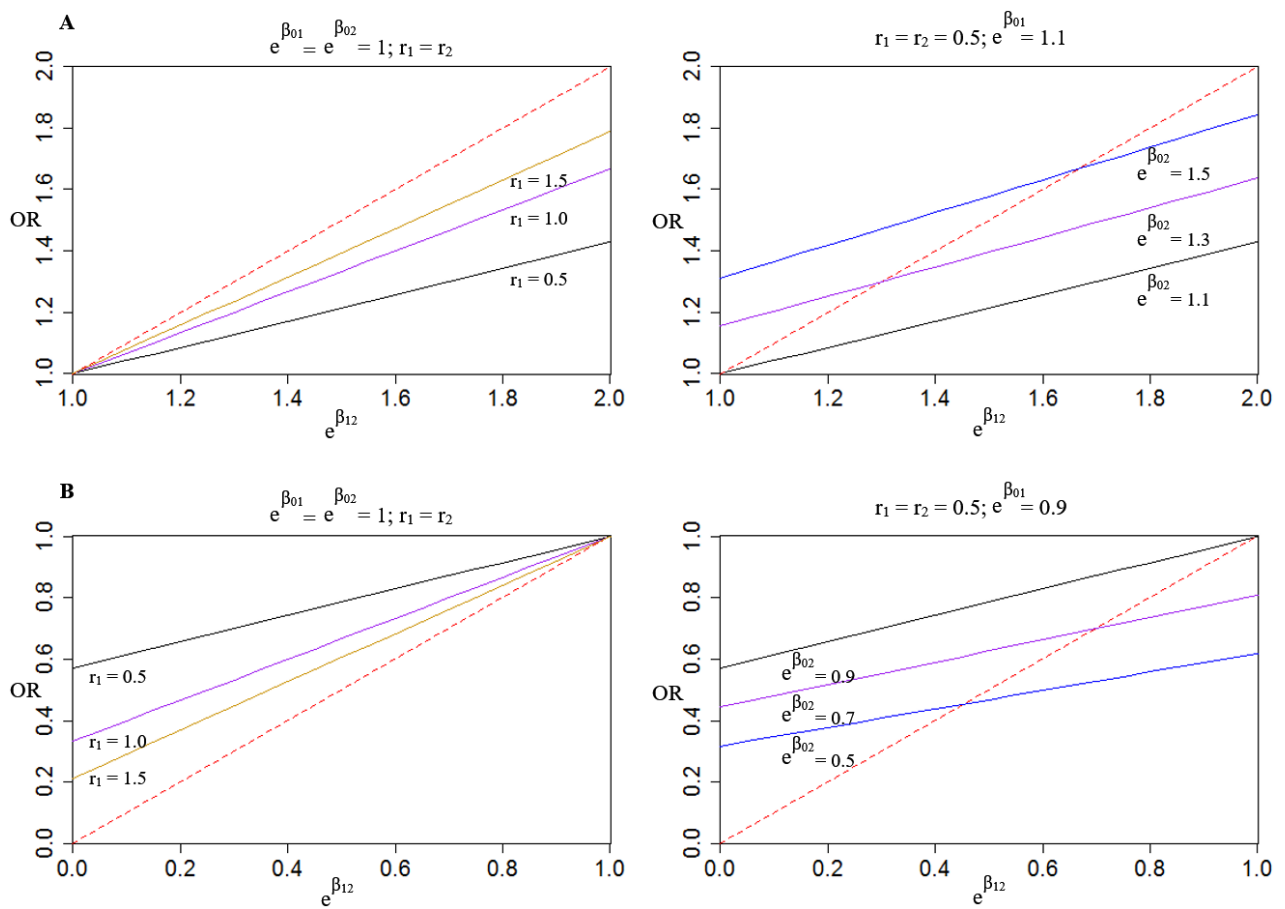 A
e^β01 = e^β02 = 1; r₁ = r₂
2.0
1.8
1.6
1.4
1.2
1.0
OR
r₁ = 1.5
r₁ = 1.0
r₁ = 0.5
1.0 1.2 1.4 1.6 1.8 2.0
e^β12
r₁ = r₂ = 0.5; e^β01 = 1.1
2.0
1.8
1.6
1.4
1.2
1.0
OR
e^β02 = 1.5
e^β02 = 1.3
e^β02 = 1.1
1.0 1.2 1.4 1.6 1.8 2.0
e^β12
B
e^β01 = e^β02 = 1; r₁ = r₂
1.0
0.8
0.6
0.4
0.2
0.0
OR
r₁ = 0.5
r₁ = 1.0
r₁ = 1.5
0.0 0.2 0.4 0.6 0.8 1.0
e^β12
r₁ = r₂ = 0.5; e^β01 = 0.9
1.0
0.8
0.6
0.4
0.2
0.0
OR
e^β02 = 0.9
e^β02 = 0.7
e^β02 = 0.5
0.0 0.2 0.4 0.6 0.8 1.0
e^β12